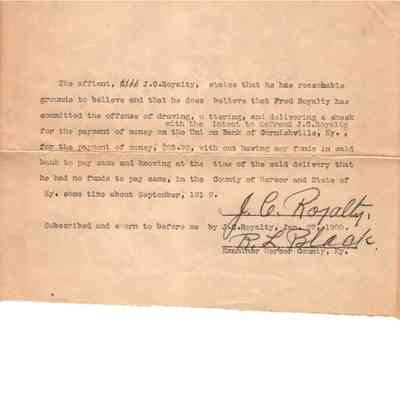 The affiant, J.C.Royalty, states that he has reasonable
grounds to believe and that he does believe that Fred Royalty has
committed the offense of drawing, uttering, and delivering a check
with the intent to defraud J.C.Royalty
for the payment of money on the Union Bank of Cornishville, Ky.,
for the payment of money, with out having any funds in said
bank to pay same and knowing at the time of the said delivery that
he had no funds to pay same, in the County of Mercer and State of
Ky. some time about September, 191
J. C. Royalty.
Subscribed and sworn to before me by J.C.Royalty, Jan. 1920.
R. L. Black.
Examiner Mercer County, Ky.